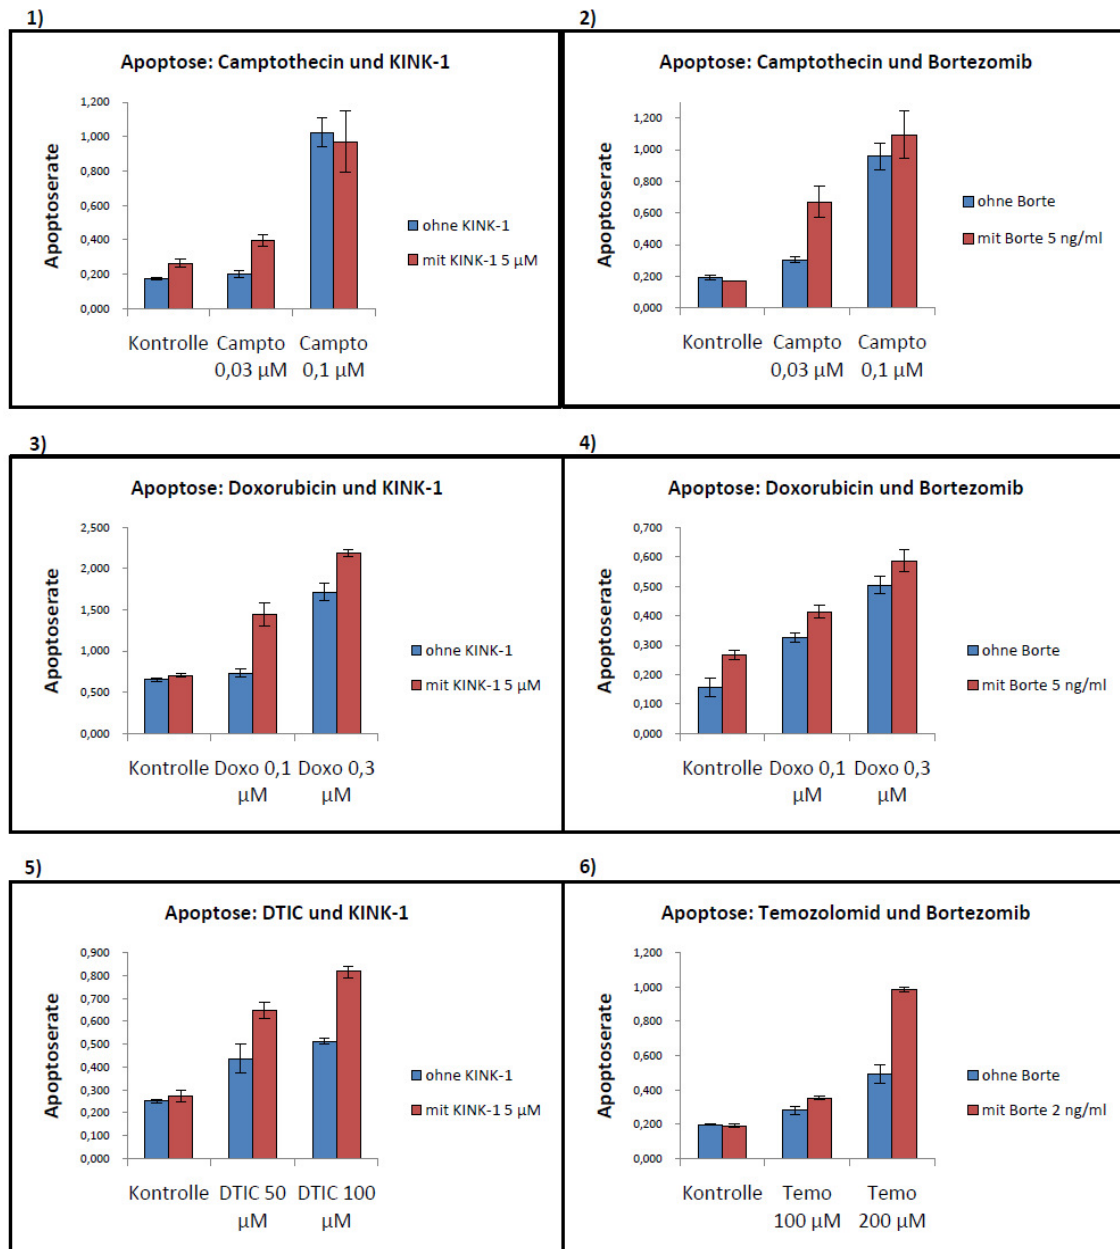 1)
Apoptose: Camptothecin und KINK-1
Apoptoserate
1,200
1,000
0,800
0,600
0,400
0,200
0,000
Kontrolle Campto Campto
0,03 µM 0,1 µM
ohne KINK-1
mit KINK-1 5 µM
2)
Apoptose: Camptothecin und Bortezomib
Apoptoserate
1,200
1,000
0,800
0,600
0,400
0,200
0,000
Kontrolle Campto Campto
0,03 µM 0,1 µM
ohne Borte
mit Borte 5 ng/ml
3)
Apoptose: Doxorubicin und KINK-1
Apoptoserate
2,500
2,000
1,500
1,000
0,500
0,000
Kontrolle Doxo 0,1 Doxo 0,3
µM µM
ohne KINK-1
mit KINK-1 5 µM
4)
Apoptose: Doxorubicin und Bortezomib
Apoptoserate
0,700
0,600
0,500
0,400
0,300
0,200
0,100
0,000
Kontrolle Doxo 0,1 Doxo 0,3
µM µM
ohne Borte
mit Borte 5 ng/ml
5)
Apoptose: DTIC und KINK-1
Apoptoserate
0,900
0,800
0,700
0,600
0,500
0,400
0,300
0,200
0,100
0,000
Kontrolle DTIC 50 DTIC 100
µM µM
ohne KINK-1
mit KINK-1 5 µM
6)
Apoptose: Temozolomid und Bortezomib
Apoptoserate
1,200
1,000
0,800
0,600
0,400
0,200
0,000
Kontrolle Temo Temo
100 µM 200 µM
ohne Borte
mit Borte 2 ng/ml